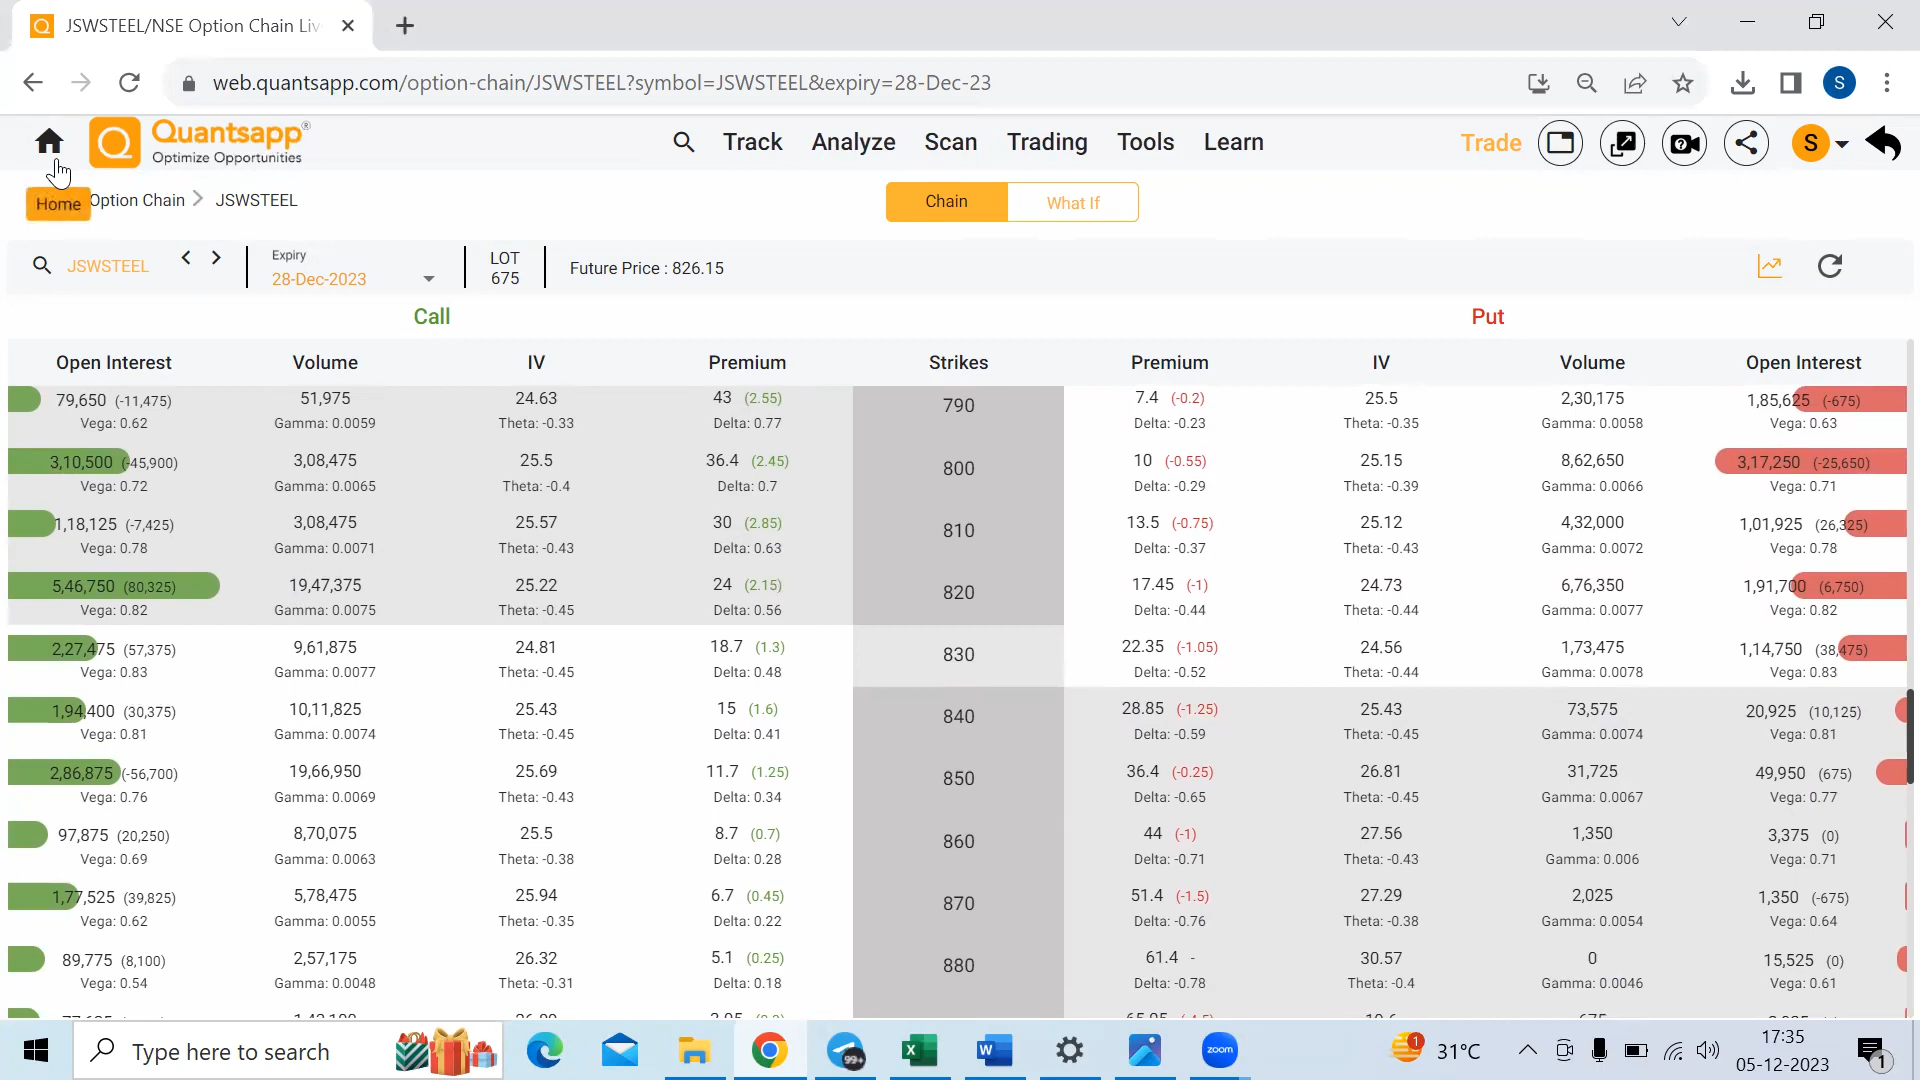 JSWSTEEL/NSE Option Chain Liv
web.quantsapp.com/option-chain/JSWSTEEL?symbol=JSWSTEEL&expiry=28-Dec-23
S
Quantsapp®
Optimize Opportunities
Track Analyze Scan Trading Tools Learn
Trade
S
Home
Option Chain > JSWSTEEL
Chain What If
JSWSTEEL < >
Expiry
28-Dec-2023
LOT
675
Future Price : 826.15
Call Put
Open Interest Volume IV Premium Strikes Premium IV Volume Open Interest
79,650 (-11,475) 51,975 24.63 43 (2.55) 790 7.4 (-0.2) 25.5 2,30,175 1,85,625 (-675)
Vega: 0.62 Gamma: 0.0059 Theta: -0.33 Delta: 0.77 Delta: -0.23 Theta: -0.35 Gamma: 0.0058 Vega: 0.63
3,10,500 (-45,900) 3,08,475 25.5 36.4 (2.45) 800 10 (-0.55) 25.15 8,62,650 3,17,250 (-25,650)
Vega: 0.72 Gamma: 0.0065 Theta: -0.4 Delta: 0.7 Delta: -0.29 Theta: -0.39 Gamma: 0.0066 Vega: 0.71
1,18,125 (-7,425) 3,08,475 25.57 30 (2.85) 810 13.5 (-0.75) 25.12 4,32,000 1,01,925 (26,325)
Vega: 0.78 Gamma: 0.0071 Theta: -0.43 Delta: 0.63 Delta: -0.37 Theta: -0.43 Gamma: 0.0072 Vega: 0.78
5,46,750 (80,325) 19,47,375 25.22 24 (2.15) 820 17.45 (-1) 24.73 6,76,350 1,91,700 (6,750)
Vega: 0.82 Gamma: 0.0075 Theta: -0.45 Delta: 0.56 Delta: -0.44 Theta: -0.44 Gamma: 0.0077 Vega: 0.82
2,27,475 (57,375) 9,61,875 24.81 18.7 (1.3) 830 22.35 (-1.05) 24.56 1,73,475 1,14,750 (38,475)
Vega: 0.83 Gamma: 0.0077 Theta: -0.45 Delta: 0.48 Delta: -0.52 Theta: -0.44 Gamma: 0.0078 Vega: 0.83
1,94,400 (30,375) 10,11,825 25.43 15 (1.6) 840 28.85 (-1.25) 25.43 73,575 20,925 (10,125)
Vega: 0.81 Gamma: 0.0074 Theta: -0.45 Delta: 0.41 Delta: -0.59 Theta: -0.45 Gamma: 0.0074 Vega: 0.81
2,86,875 (-56,700) 19,66,950 25.69 11.7 (1.25) 850 36.4 (-0.25) 26.81 31,725 49,950 (675)
Vega: 0.76 Gamma: 0.0069 Theta: -0.43 Delta: 0.34 Delta: -0.65 Theta: -0.45 Gamma: 0.0067 Vega: 0.77
97,875 (20,250) 8,70,075 25.5 8.7 (0.7) 860 44 (-1) 27.56 1,350 3,375 (0)
Vega: 0.69 Gamma: 0.0063 Theta: -0.38 Delta: 0.28 Delta: -0.71 Theta: -0.43 Gamma: 0.006 Vega: 0.71
1,77,525 (39,825) 5,78,475 25.94 6.7 (0.45) 870 51.4 (-1.5) 27.29 2,025 1,350 (-675)
Vega: 0.62 Gamma: 0.0055 Theta: -0.35 Delta: 0.22 Delta: -0.76 Theta: -0.38 Gamma: 0.0054 Vega: 0.64
89,775 (8,100) 2,57,175 26.32 5.1 (0.25) 880 61.4 - 30.57 0 15,525 (0)
Vega: 0.54 Gamma: 0.0048 Theta: -0.31 Delta: 0.18 Delta: -0.78 Theta: -0.4 Gamma: 0.0046 Vega: 0.61
Type here to search
99+
zoom
1
31°C
17:35
05-12-2023
1